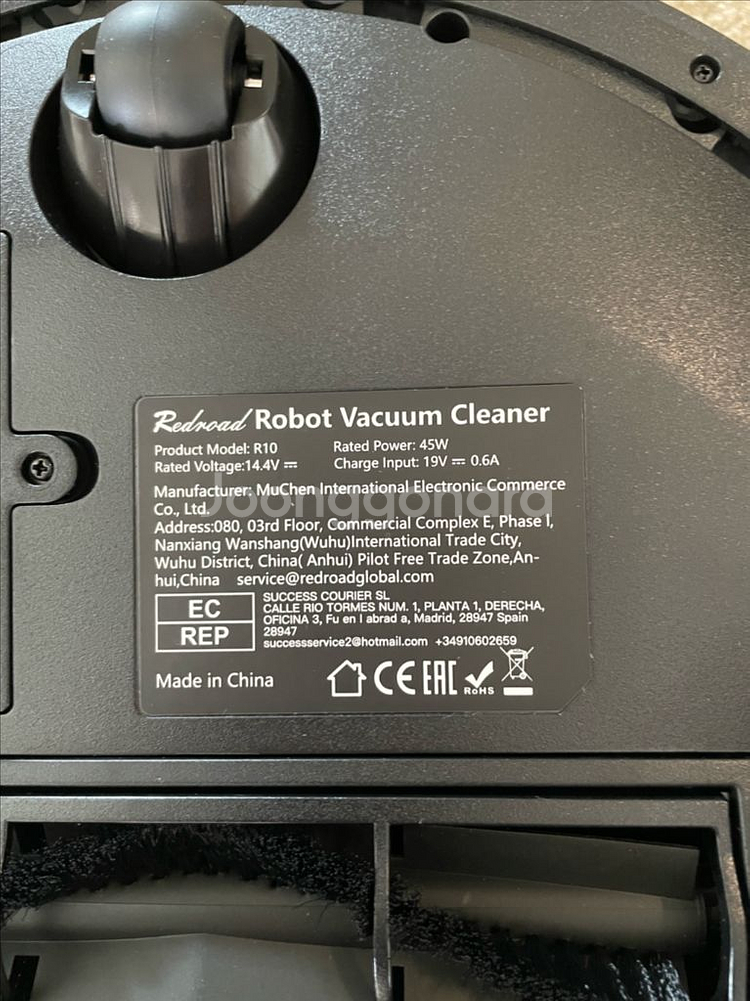 Redroad Robot Vacuum Cleaner
Product Model: R10 Rated Power: 45W
Rated Voltage:14.4V Charge Input: 19V 0.6A
Manufacturer: MuChen International Electronic Commerce
Co., Ltd.
Joonggonara
Address:080, 03rd Floor, Commercial Complex E, Phase I,
Nanxiang Wanshang(Wuhu)International Trade City,
Wuhu District, China( Anhui) Pilot Free Trade Zone,An-
hui,China service@redroadglobal.com
EC
REP
SUCCESS COURIER SL
CALLE RIO TORMES NUM. 1, PLANTA 1, DERECHA,
OFICINA 3, Fu en l abrad a, Madrid, 28947 Spain
28947
successservice2@hotmail.com +34910602659
Made in China
CE EAC RoHS